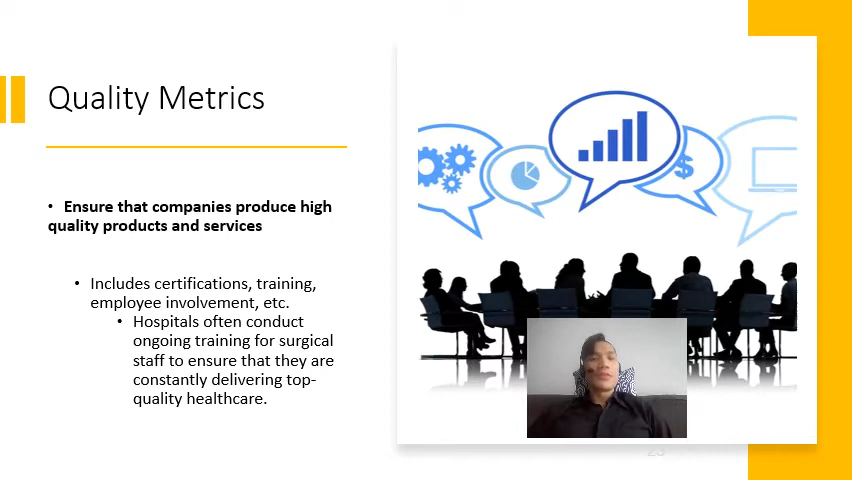 Quality Metrics
• Ensure that companies produce high
quality products and services
• Includes certifications, training,
employee involvement, etc.
• Hospitals often conduct
ongoing training for surgical
staff to ensure that they are
constantly delivering top-
quality healthcare.
$
23